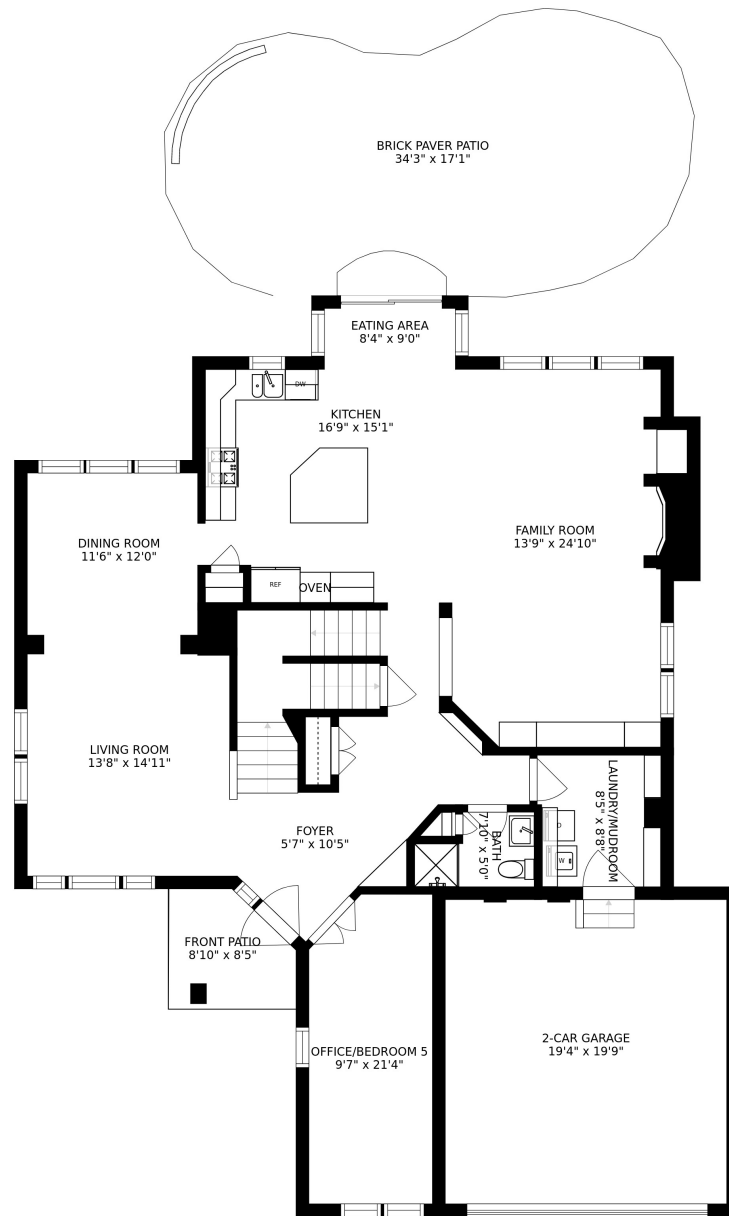 BRICK PAVER PATIO
34'3" x 17'1"
EATING AREA
8'4" x 9'0"
DW
KITCHEN
16'9" x 15'1"
DINING ROOM
11'6" x 12'0"
FAMILY ROOM
13'9" x 24'10"
REF
OVEN
LIVING ROOM
13'8" x 14'11"
LAUNDRY/MUDROOM
8'5" x 8'8"
D
W
BATH
7'10" x 5'0"
FOYER
5'7" x 10'5"
FRONT PATIO
8'10" x 8'5"
OFFICE/BEDROOM 5
9'7" x 21'4"
2-CAR GARAGE
19'4" x 19'9"